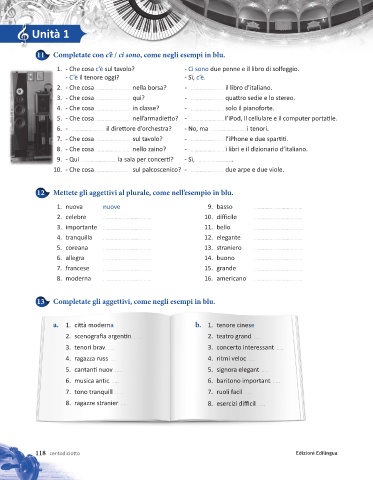 Unità 1
11 Completate con c'è / ci sono, come negli esempi in blu.
1. - Che cosa c'è sul tavolo? - Ci sono due penne e il libro di solfeggio.
- C'è il tenore oggi? - Sì, c'è.
2. - Che cosa ........ nella borsa? - ........ il libro d'italiano.
3. - Che cosa ........ qui? - ........ quattro sedie e lo stereo.
4. - Che cosa ........ in classe? - ........ solo il pianoforte.
5. - Che cosa ........ nell'armadietto? - ........ l'iPod, il cellulare e il computer portatile.
6. - ........ il direttore d'orchestra? - No, ma ........ i tenori.
7. - Che cosa ........ sul tavolo? - ........ l'iPhone e due spartiti.
8. - Che cosa ........ nello zaino? - ........ i libri e il dizionario d'italiano.
9. - Qui ........ la sala per concerti? - Sì, ........ .
10. - Che cosa ........ sul palcoscenico? - ........ due arpe e due viole.
12 Mettete gli aggettivi al plurale, come nell'esempio in blu.
1. nuova nuove 9. basso ........
2. celebre ........ 10. difficile ........
3. importante ........ 11. bello ........
4. tranquilla ........ 12. elegante ........
5. coreana ........ 13. straniero ........
6. allegra ........ 14. buono ........
7. francese ........ 15. grande ........
8. moderna ........ 16. americano ........
13 Completate gli aggettivi, come negli esempi in blu.
a. 1. città moderna b. 1. tenore cinese
2. scenografia argentin..... 2. teatro grand.....
3. tenori brav..... 3. concerto interessant.....
4. ragazza russ..... 4. ritmi veloc.....
5. cantanti nuov..... 5. signora elegant.....
6. musica antic..... 6. baritono important.....
7. tono tranquill..... 7. ruoli facil.....
8. ragazze stranier..... 8. esercizi difficil.....
118 centodiciotto Edizioni Edilingua